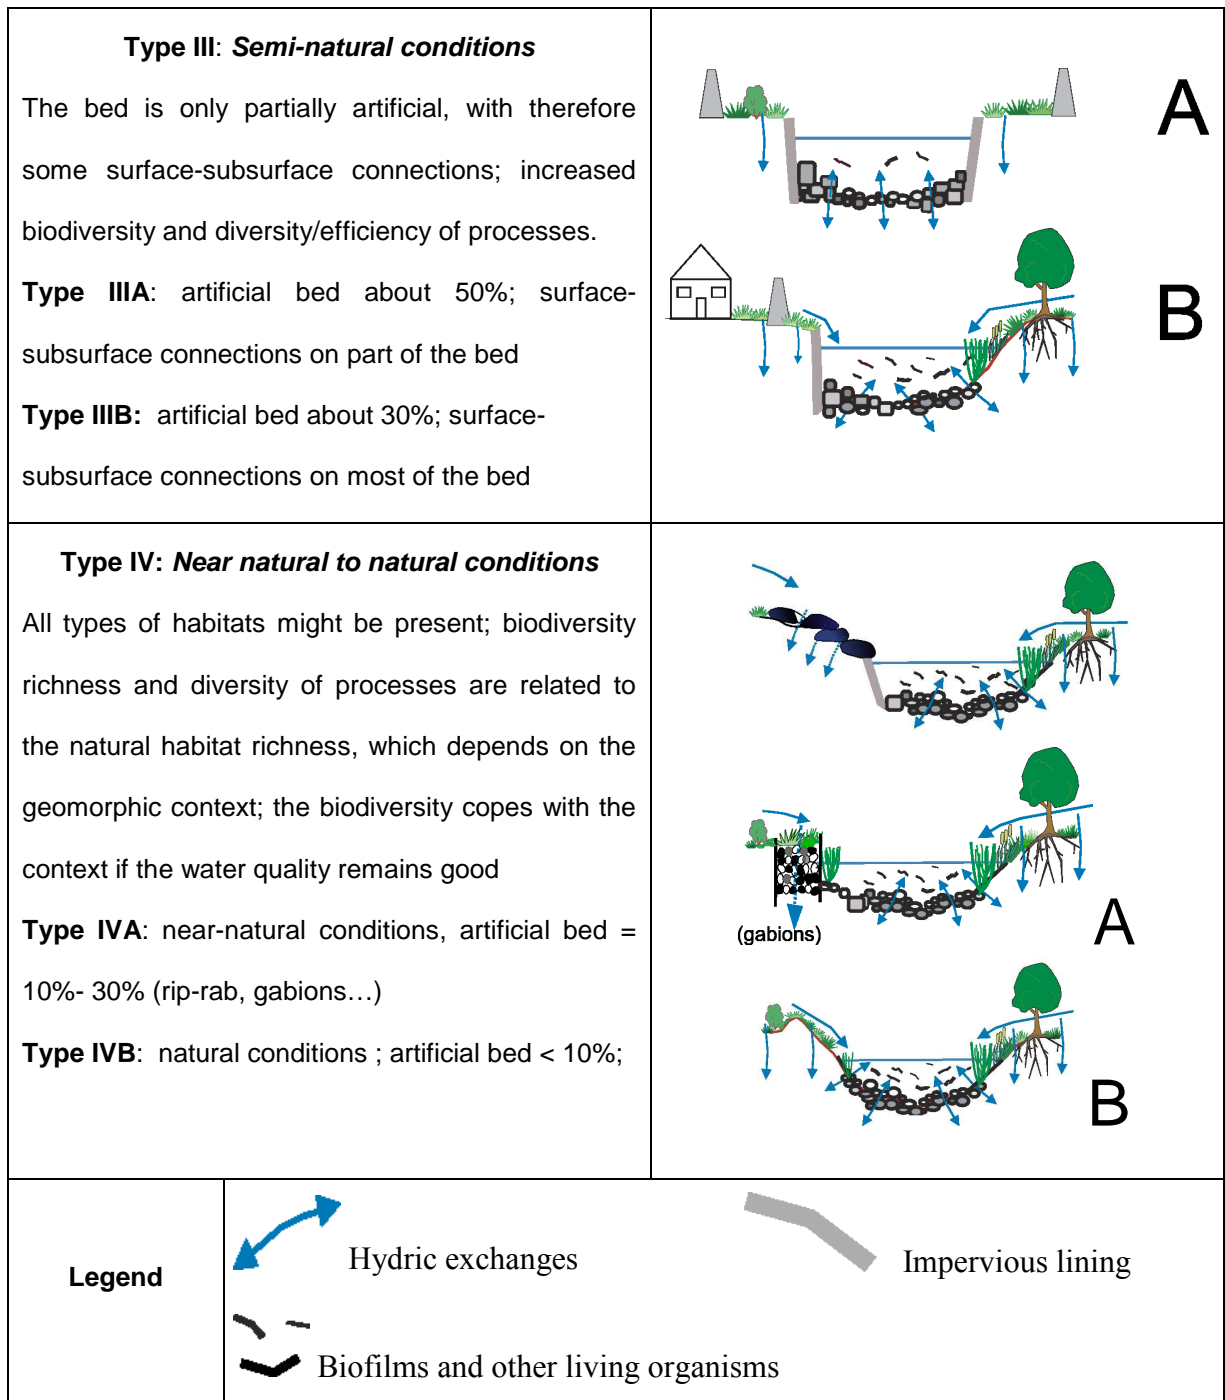 Type III: Semi-natural conditions
The bed is only partially artificial, with therefore
some surface-subsurface connections; increased
biodiversity and diversity/efficiency of processes.
Type IIIA: artificial bed about 50%; surface-
subsurface connections on part of the bed
Type IIIB: artificial bed about 30%; surface-
subsurface connections on most of the bed
A
B
Type IV: Near natural to natural conditions
All types of habitats might be present; biodiversity
richness and diversity of processes are related to
the natural habitat richness, which depends on the
geomorphic context; the biodiversity copes with the
context if the water quality remains good
Type IVA: near-natural conditions, artificial bed =
10%- 30% (rip-rab, gabions…)
Type IVB: natural conditions ; artificial bed < 10%;
(gabions)
A
B
Legend
Hydric exchanges
Impervious lining
Biofilms and other living organisms